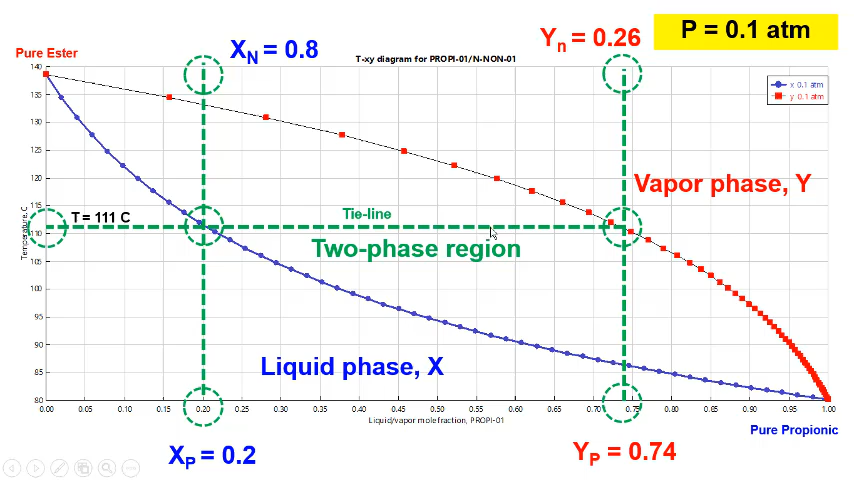 X_N = 0.8
Y_n = 0.26
P = 0.1 atm
Pure Ester
T-xy diagram for PROPI-01/N-NON-01
140
135
130
125
120
115
110
105
100
95
90
85
80
Temperature, C
x 0.1 atm
y 0.1 atm
Vapor phase, Y
T = 111 C
Tie-line
Two-phase region
Liquid phase, X
0.00 0.05 0.10 0.15 0.20 0.25 0.30 0.35 0.40 0.45 0.50 0.55 0.60 0.65 0.70 0.75 0.80 0.85 0.90 0.95 1.00
Liquid/vapor mole fraction, PROPI-01
Pure Propionic
X_P = 0.2
Y_P = 0.74